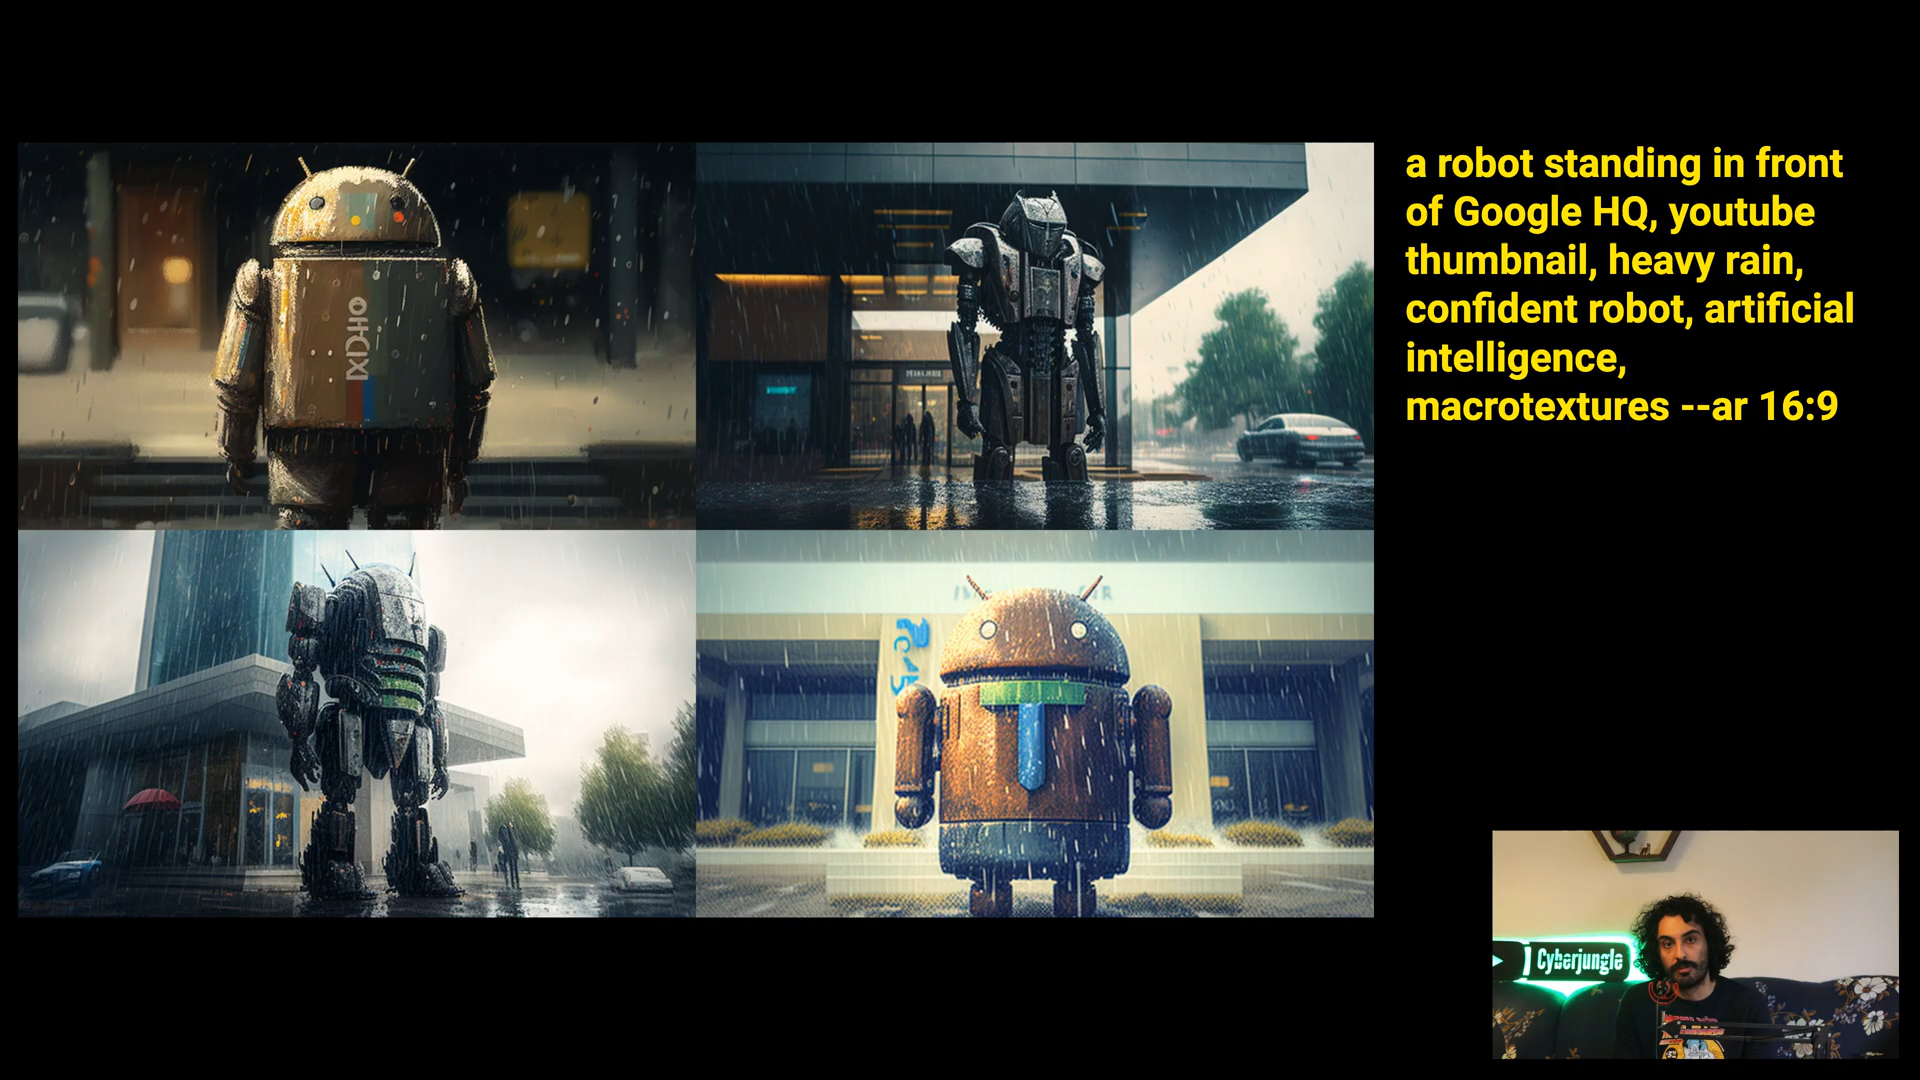 a robot standing in front
of Google HQ, youtube
thumbnail, heavy rain,
confident robot, artificial
intelligence,
macrotextures --ar 16:9
Cyberjungle